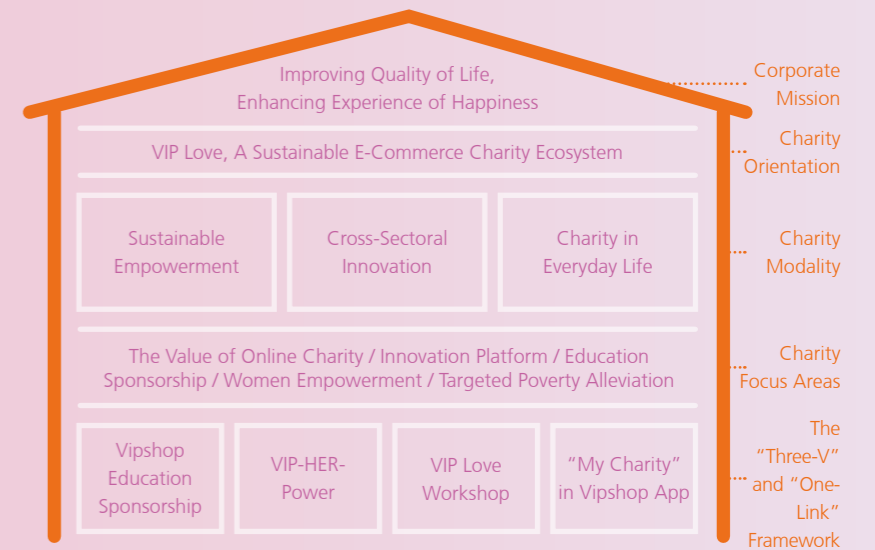 Improving Quality of Life,
Enhancing Experience of Happiness
Corporate
Mission
VIP Love, A Sustainable E-Commerce Charity Ecosystem
Charity
Orientation
Sustainable
Empowerment
Cross-Sectoral
Innovation
Charity in
Everyday Life
Charity
Modality
The Value of Online Charity / Innovation Platform / Education
Sponsorship / Women Empowerment / Targeted Poverty Alleviation
Charity
Focus Areas
Vipshop
Education
Sponsorship
VIP-HER-
Power
VIP Love
Workshop
“My Charity”
in Vipshop App
The
“Three-V”
and “One-
Link”
Framework